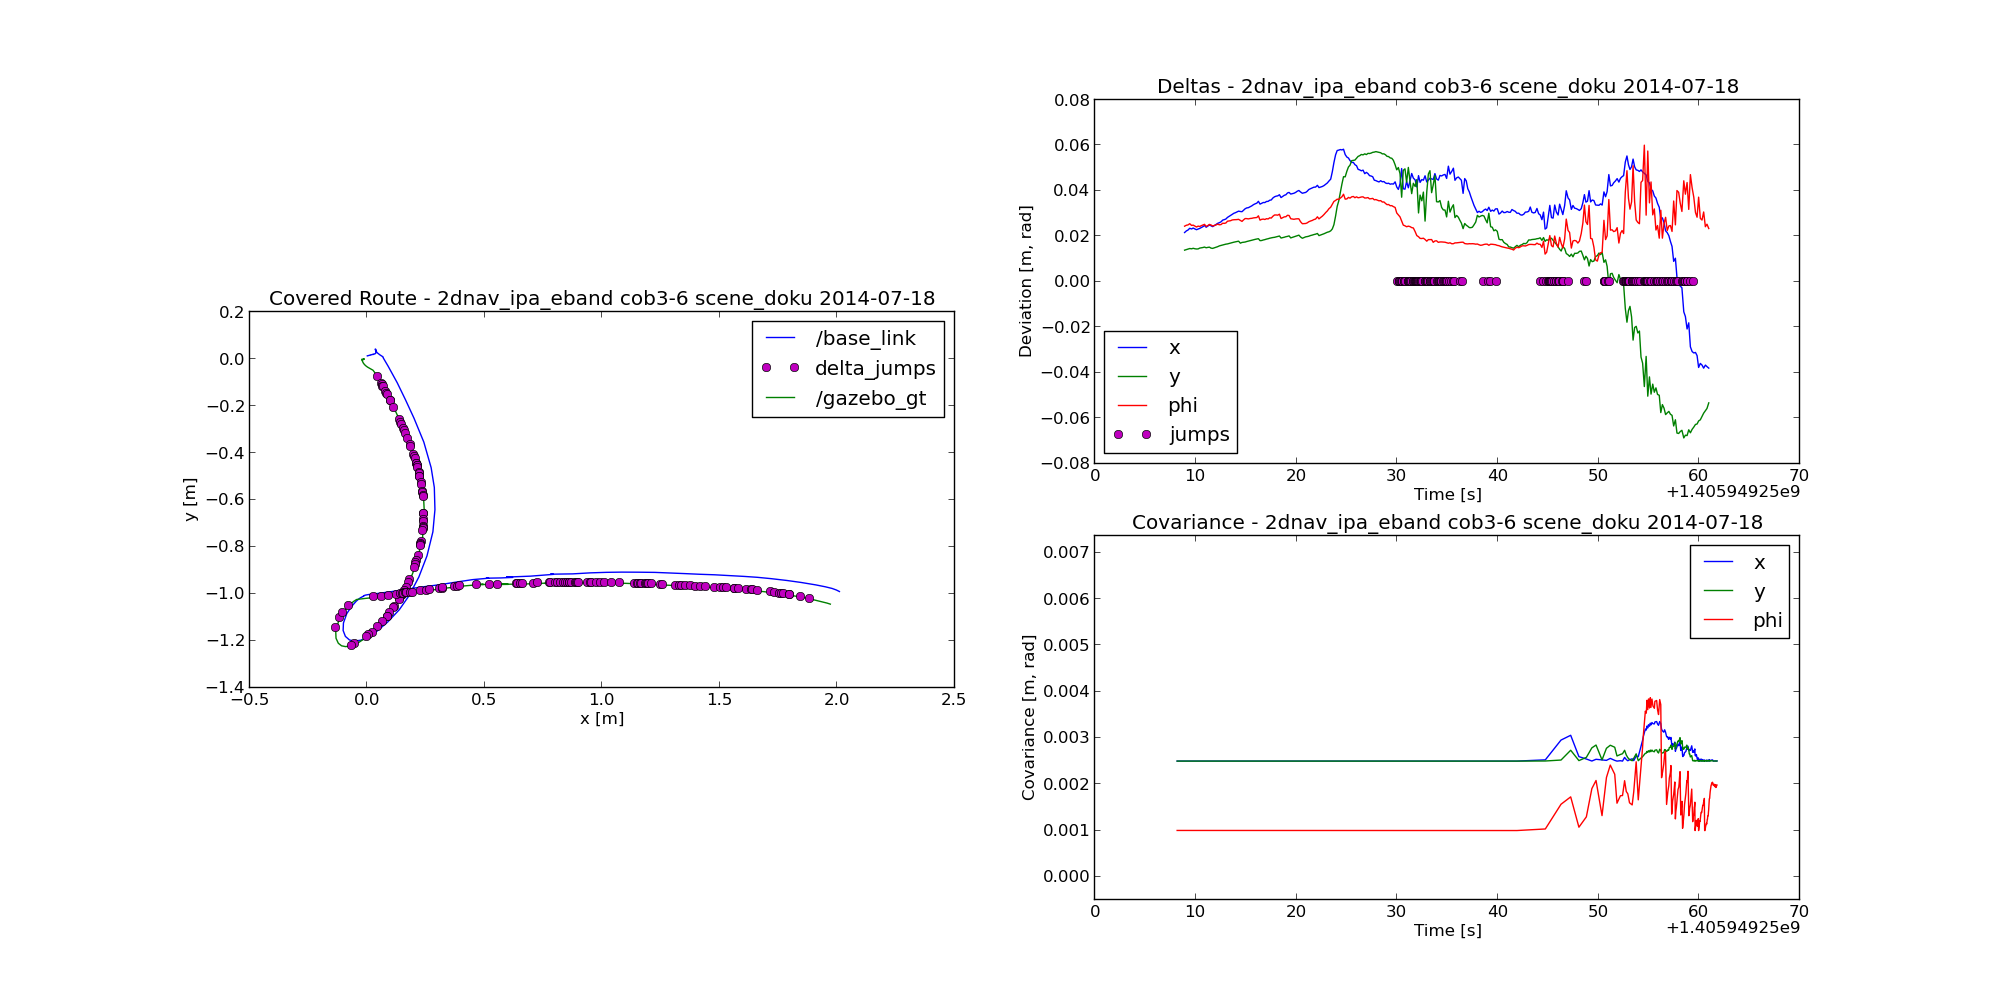 Covered Route - 2dnav_ipa_eband cob3-6 scene_doku 2014-07-18
/base_link
delta_jumps
/gazebo_gt
y [m]
0.2
0.0
−0.2
−0.4
−0.6
−0.8
−1.0
−1.2
−1.4
−0.5 0.0 0.5 1.0 1.5 2.0 2.5
x [m]
Deltas - 2dnav_ipa_eband cob3-6 scene_doku 2014-07-18
Deviation [m, rad]
0.08
0.06
0.04
0.02
0.00
−0.02
−0.04
−0.06
−0.08
x
y
phi
jumps
0 10 20 30 40 50 60 70
Time [s]
+1.40594925e9
Covariance - 2dnav_ipa_eband cob3-6 scene_doku 2014-07-18
Covariance [m, rad]
0.007
0.006
0.005
0.004
0.003
0.002
0.001
0.000
x
y
phi
0 10 20 30 40 50 60 70
Time [s]
+1.40594925e9